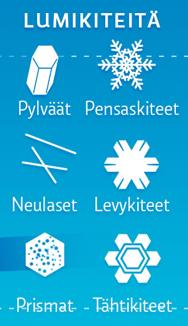 LUMIKITEITÄ
Pylväät Pensaskiteet
Neulaset Levykiteet
Prismat Tähtikiteet